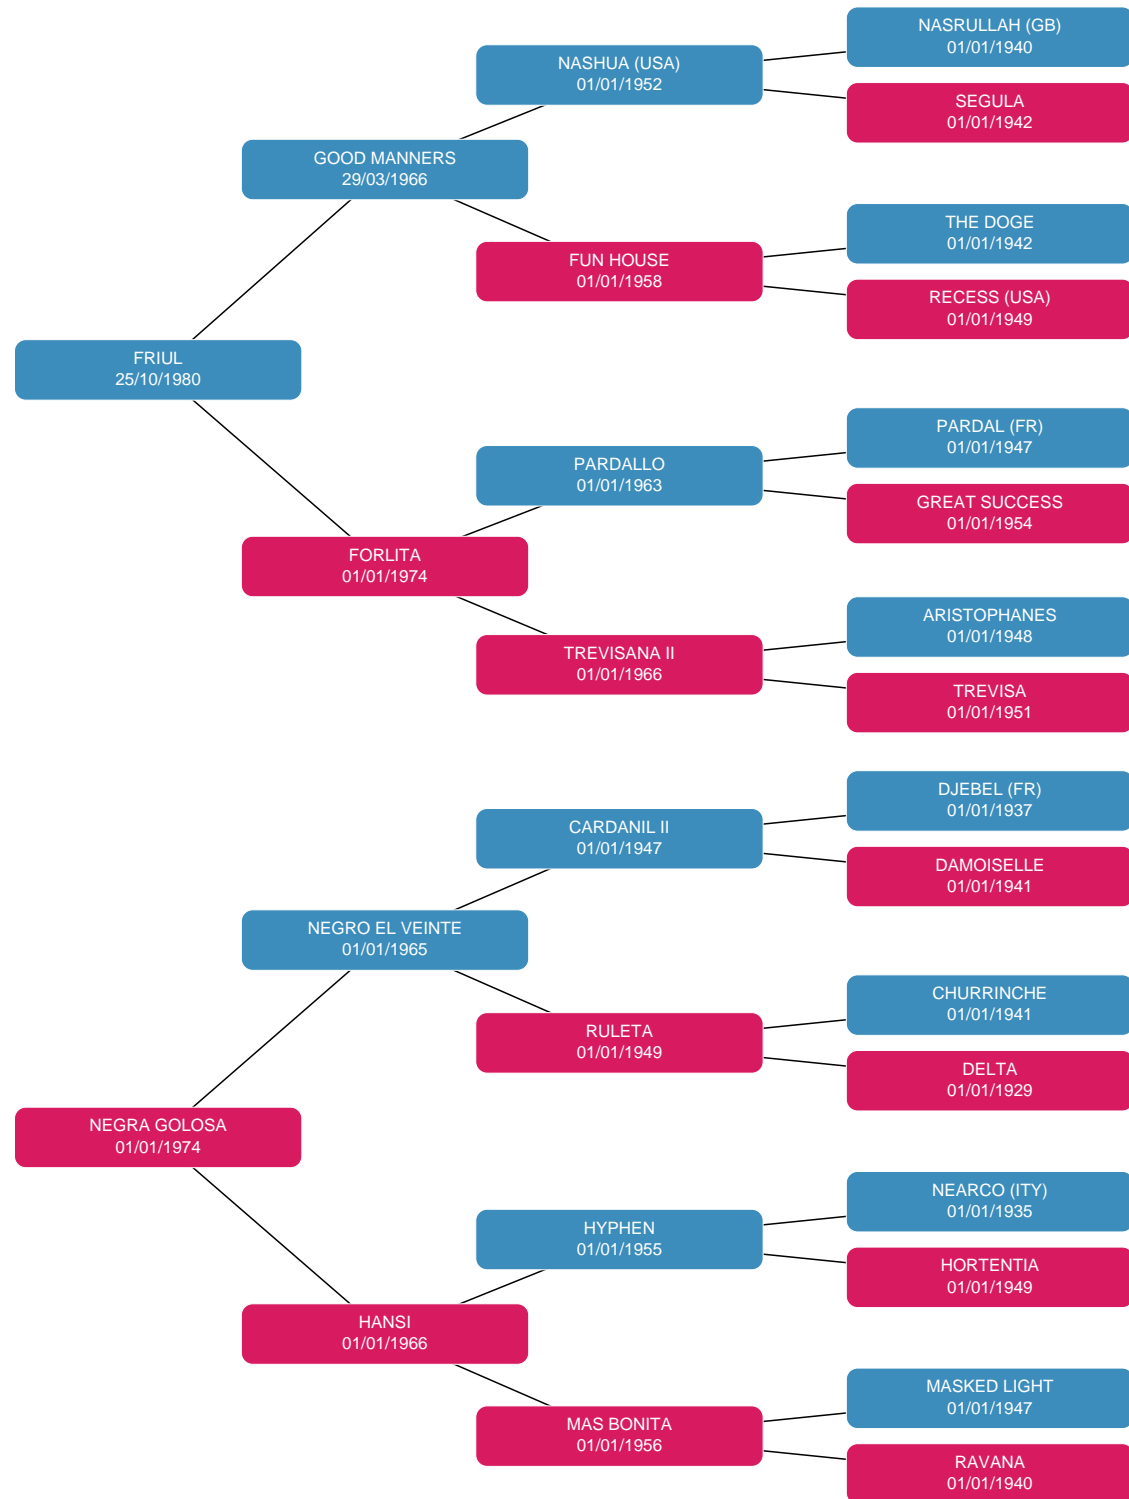 NASRULLAH (GB)
01/01/1940
NASHUA (USA)
01/01/1952
SEGULA
01/01/1942
GOOD MANNERS
29/03/1966
THE DOGE
01/01/1942
FUN HOUSE
01/01/1958
RECESS (USA)
01/01/1949
FRIUL
25/10/1980
PARDAL (FR)
01/01/1947
PARDALLO
01/01/1963
GREAT SUCCESS
01/01/1954
FORLITA
01/01/1974
ARISTOPHANES
01/01/1948
TREVISANA II
01/01/1966
TREVISA
01/01/1951
DJEBEL (FR)
01/01/1937
CARDANIL II
01/01/1947
DAMOISELLE
01/01/1941
NEGRO EL VEINTE
01/01/1965
CHURRINCHE
01/01/1941
RULETA
01/01/1949
DELTA
01/01/1929
NEGRA GOLOSA
01/01/1974
NEARCO (ITY)
01/01/1935
HYPHEN
01/01/1955
HORTENTIA
01/01/1949
HANSI
01/01/1966
MASKED LIGHT
01/01/1947
MAS BONITA
01/01/1956
RAVANA
01/01/1940